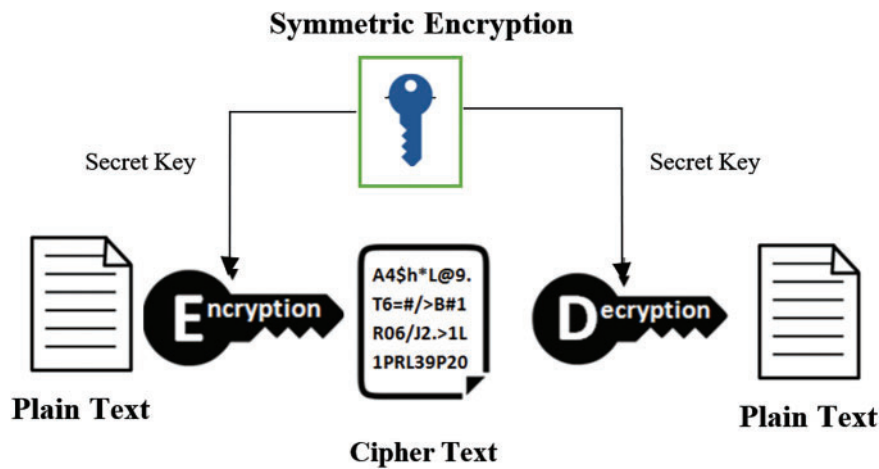 Symmetric Encryption
Secret Key
Secret Key
Encryption
A4$h*L@9.
T6=#/>B#1
R06/J2.>1L
1PRL39P20
Decryption
Plain Text
Cipher Text
Plain Text